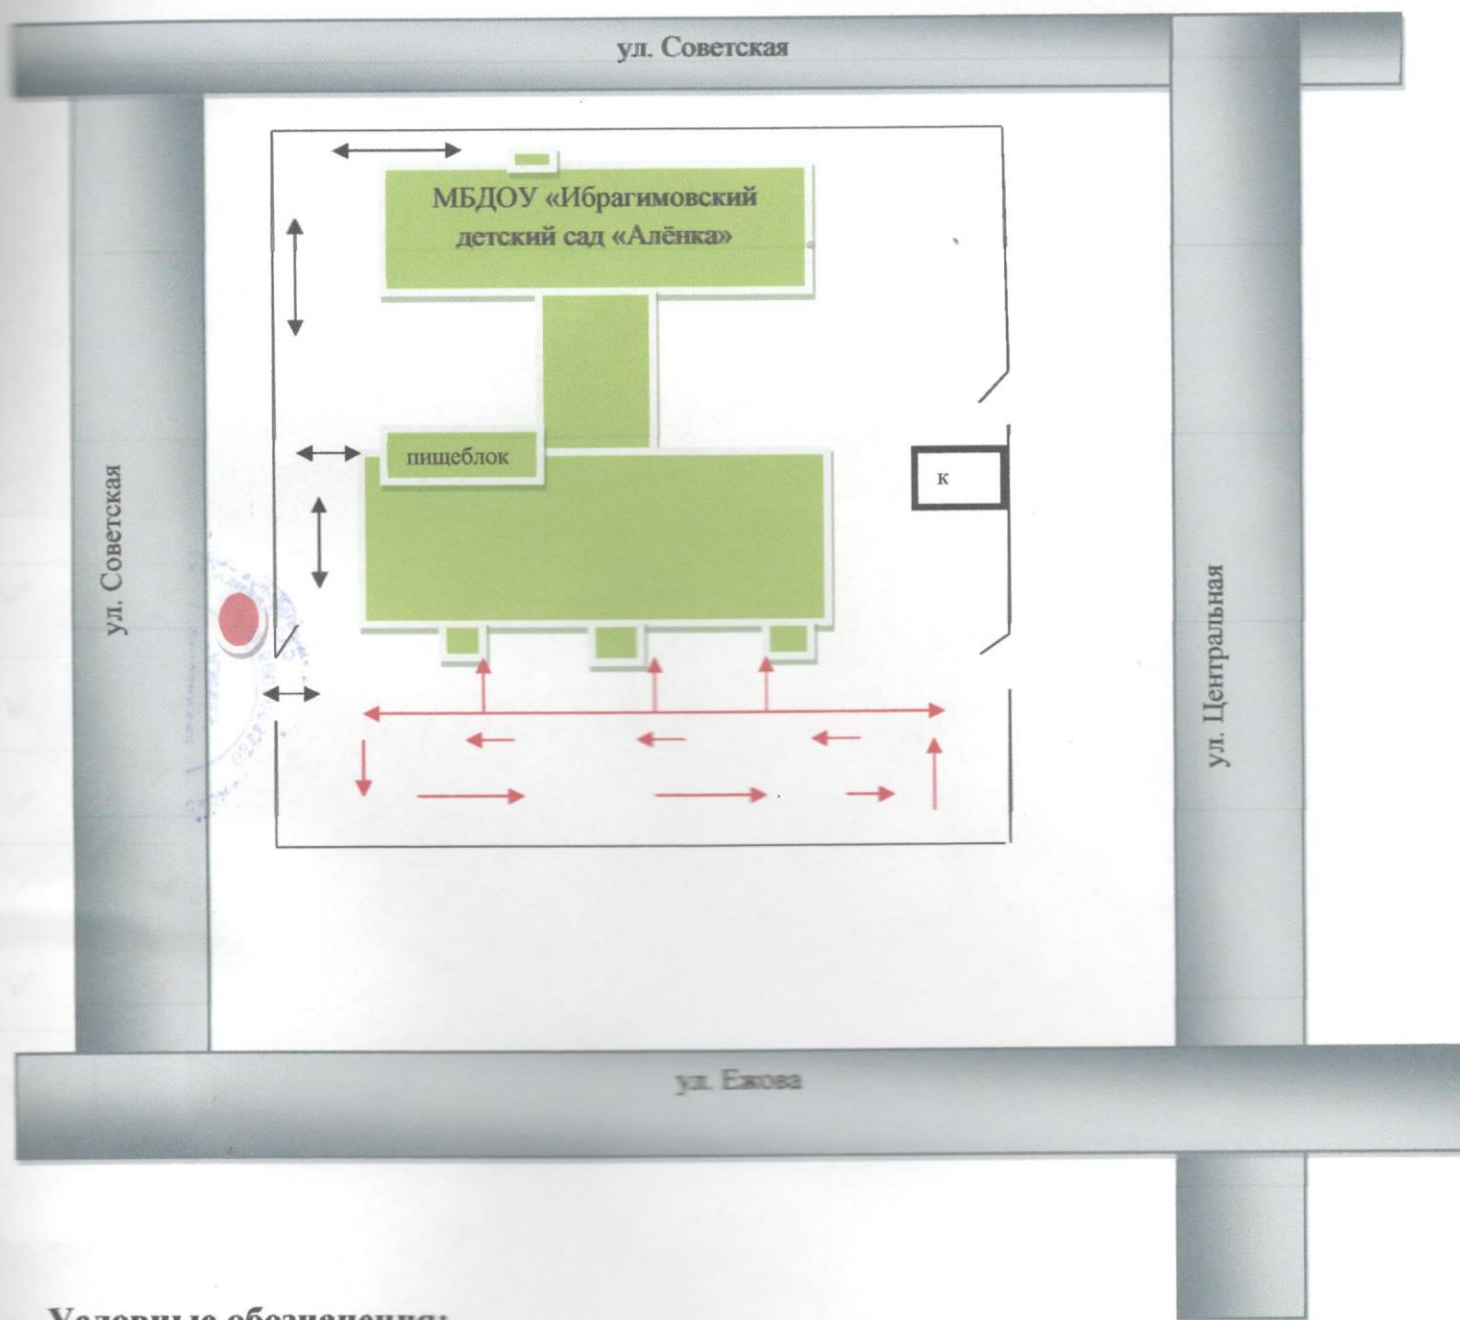 ул. Советская
МБДОУ «Ибрагимовский
детский сад «Алёнка»
пищеблок
к
ул. Советская
ул. Центральная
ул. Ежова
Условные обозначения: